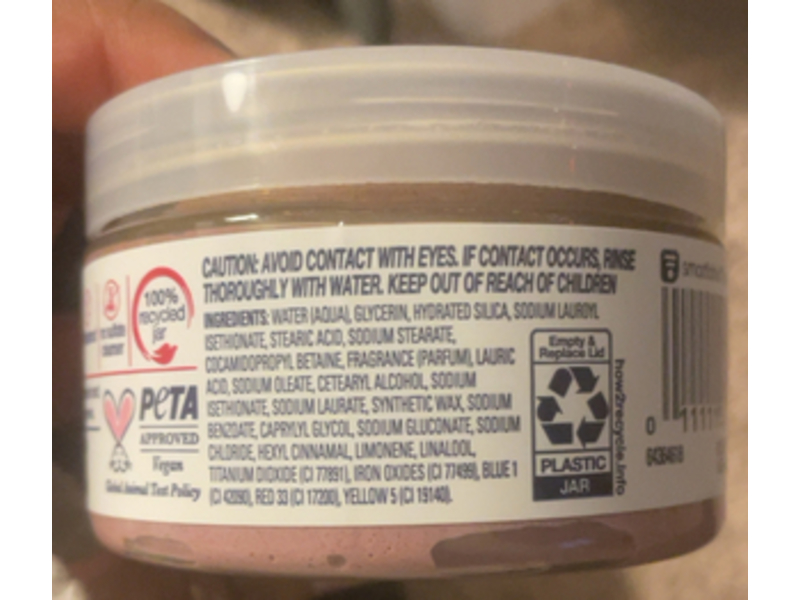 CAUTION: AVOID CONTACT WITH EYES. IF CONTACT OCCURS, RINSE
THOROUGHLY WITH WATER. KEEP OUT OF REACH OF CHILDREN
INGREDIENTS: WATER (AQUA), GLYCERIN, HYDRATED SILICA, SODIUM LAUROYL
ISETHIONATE, STEARIC ACID, SODIUM STEARATE,
COCAMIDOPROPYL BETAINE, FRAGRANCE (PARFUM), LAURIC
ACID, SODIUM OLEATE, CETEARYL ALCOHOL, SODIUM
ISETHIONATE, SODIUM LAURATE, SYNTHETIC WAX, SODIUM
BENZOATE, CAPRYLYL GLYCOL, SODIUM GLUCONATE, SODIUM
CHLORIDE, HEXYL CINNAMAL, LIMONENE, LINALOOL,
TITANIUM DIOXIDE (CI 77891), IRON OXIDES (CI 77499), BLUE 1
(CI 42090), RED 33 (CI 17200), YELLOW 5 (CI 19140).
100%
recycled
jar
PETA
APPROVED
Vegan
Global Animal Test Policy
Empty &
Replace Lid
PLASTIC
JAR
how2recycle.info
0 1111